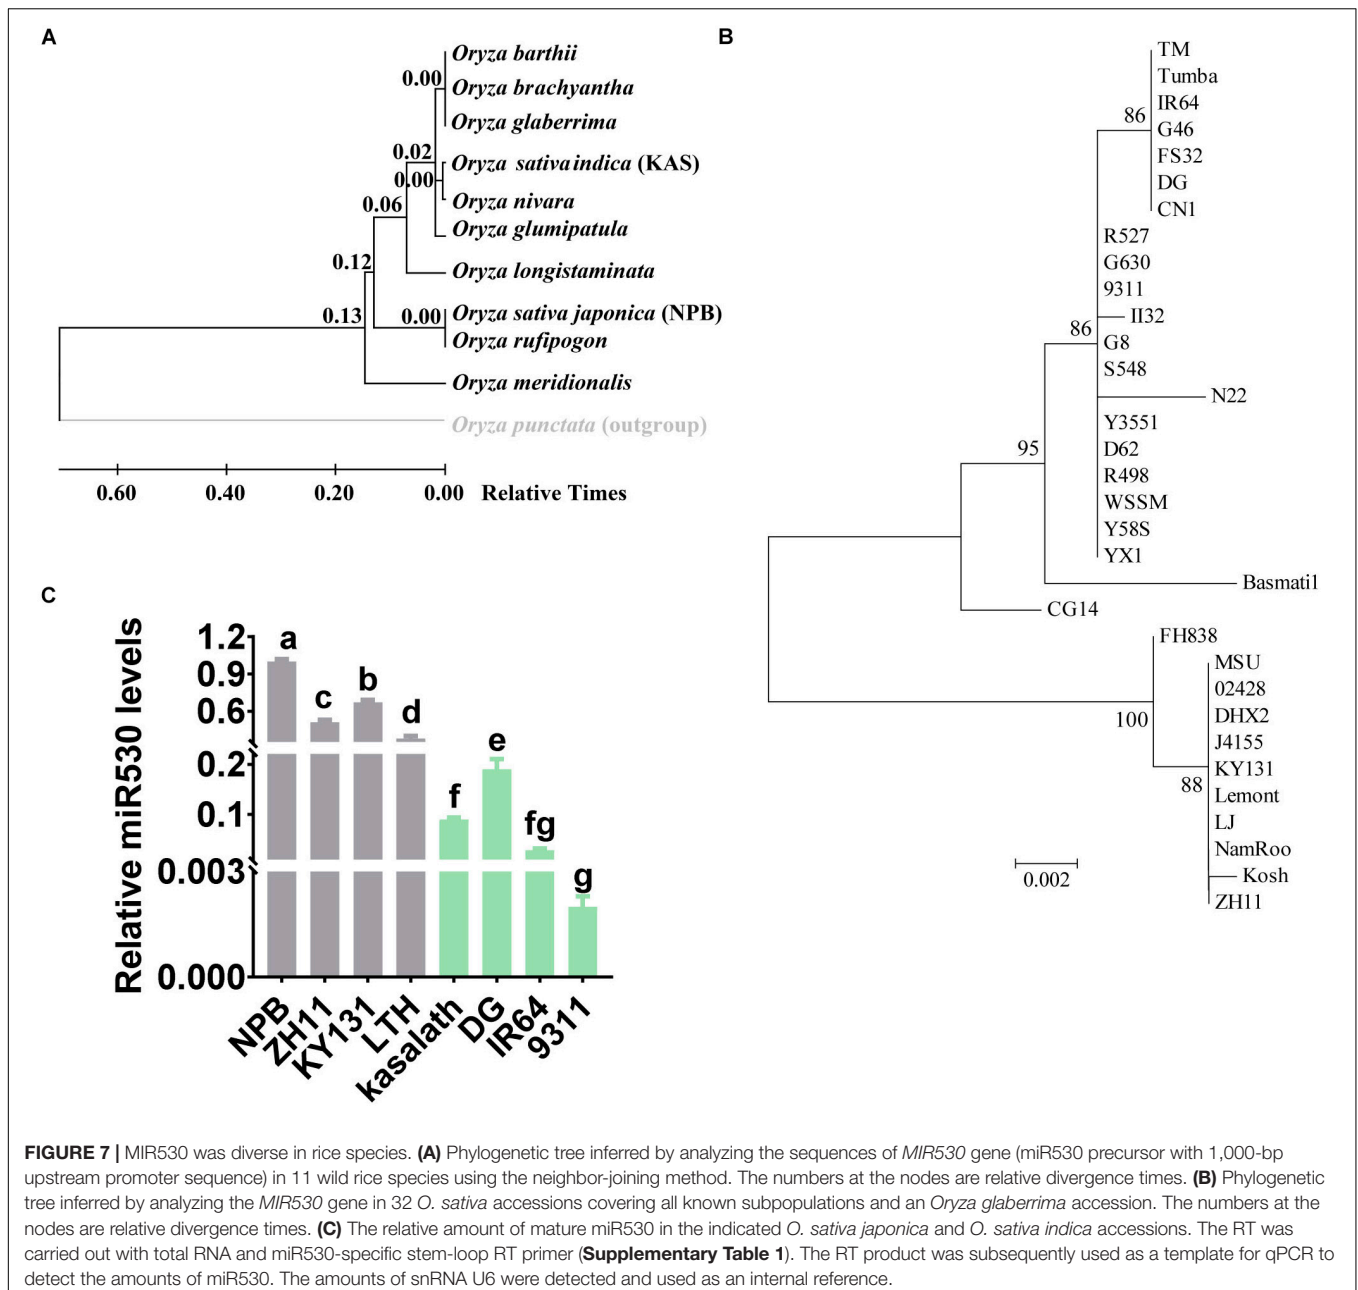 A
Oryza barthii
0.00
Oryza brachyantha
Oryza glaberrima
0.02
Oryza sativa indica (KAS)
0.00
Oryza nivara
0.06
Oryza glumipatula
0.12
Oryza longistaminata
0.13
0.00
Oryza sativa japonica (NPB)
Oryza rufipogon
Oryza meridionalis
Oryza punctata (outgroup)
0.60 0.40 0.20 0.00 Relative Times
B
TM
Tumba
IR64
86
G46
FS32
DG
CN1
R527
G630
9311
II32
86
G8
S548
N22
Y3551
95
D62
R498
WSSM
Y58S
YX1
Basmati1
CG14
FH838
MSU
02428
100
DHX2
J4155
KY131
88
Lemont
LJ
NamRoo
0.002
Kosh
ZH11
C
Relative miR530 levels
1.2
0.9
0.6
0.2
0.1
0.003
0.000
a
c
b
d
f
e
fg
g
NPB
ZH11
KY131
LTH
kasalath
DG
IR64
9311
FIGURE 7 | MIR530 was diverse in rice species. (A) Phylogenetic tree inferred by analyzing the sequences of MIR530 gene (miR530 precursor with 1,000-bp
upstream promoter sequence) in 11 wild rice species using the neighbor-joining method. The numbers at the nodes are relative divergence times. (B) Phylogenetic
tree inferred by analyzing the MIR530 gene in 32 O. sativa accessions covering all known subpopulations and an Oryza glaberrima accession. The numbers at the
nodes are relative divergence times. (C) The relative amount of mature miR530 in the indicated O. sativa japonica and O. sativa indica accessions. The RT was
carried out with total RNA and miR530-specific stem-loop RT primer (Supplementary Table 1). The RT product was subsequently used as a template for qPCR to
detect the amounts of miR530. The amounts of snRNA U6 were detected and used as an internal reference.